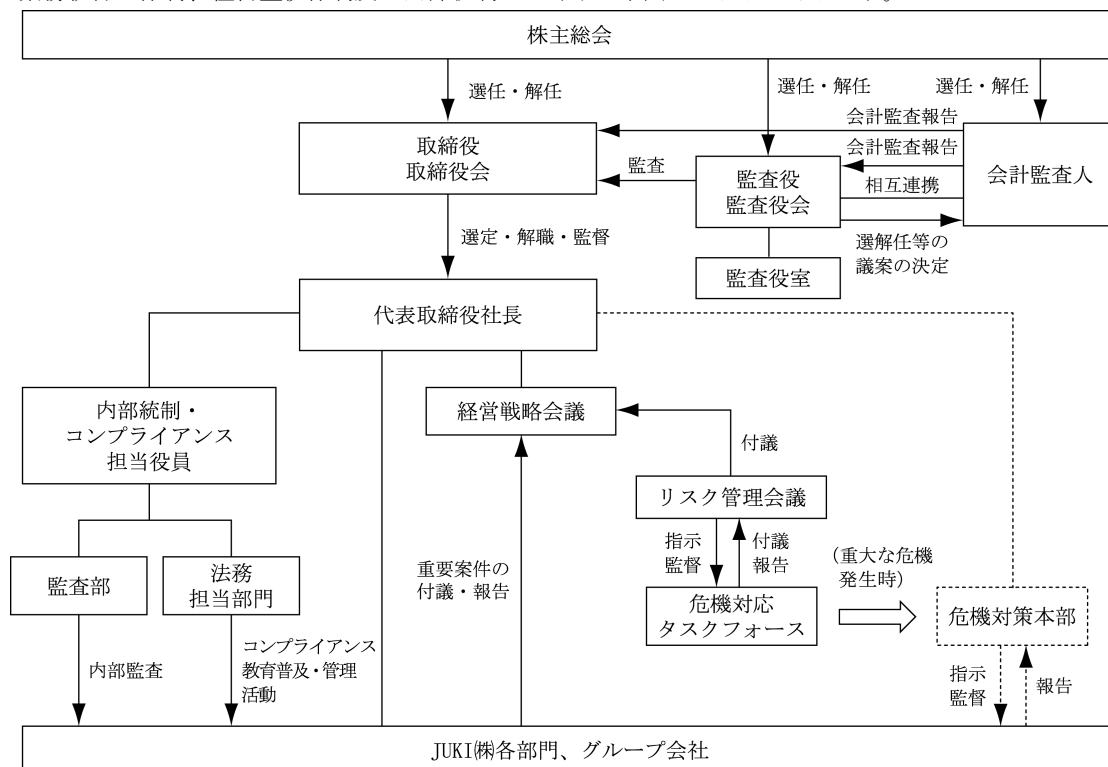 株主総会
選任・解任
選任・解任
選任・解任
取締役
取締役会
会計監査報告
会計監査報告
監査
監査役
監査役会
相互連携
会計監査人
選定・解職・監督
選解任等の
議案の決定
監査役室
代表取締役社長
内部統制・
コンプライアンス
担当役員
経営戦略会議
付議
リスク管理会議
指示
監督
付議
報告
(重大な危機
発生時)
監査部
法務
担当部門
重要案件の
付議・報告
危機対応
タスクフォース
危機対策本部
内部監査
コンプライアンス
教育普及・管理
活動
指示
監督
報告
JUKI㈱各部門、グループ会社